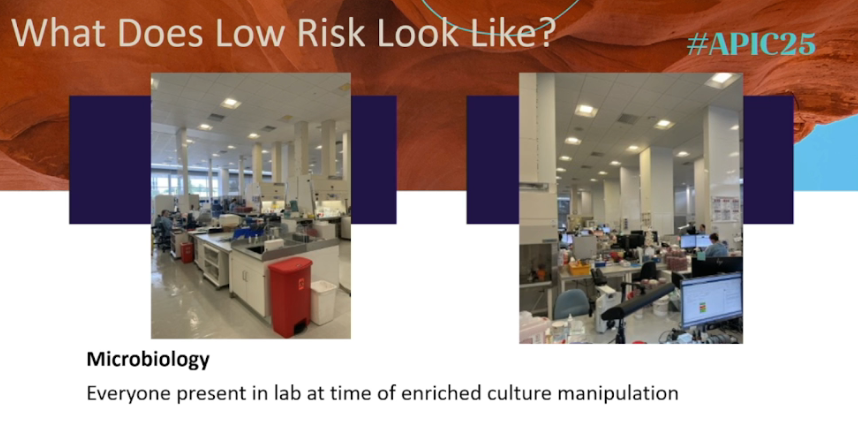 What Does Low Risk Look Like?
#APIC25
Microbiology
Everyone present in lab at time of enriched culture manipulation